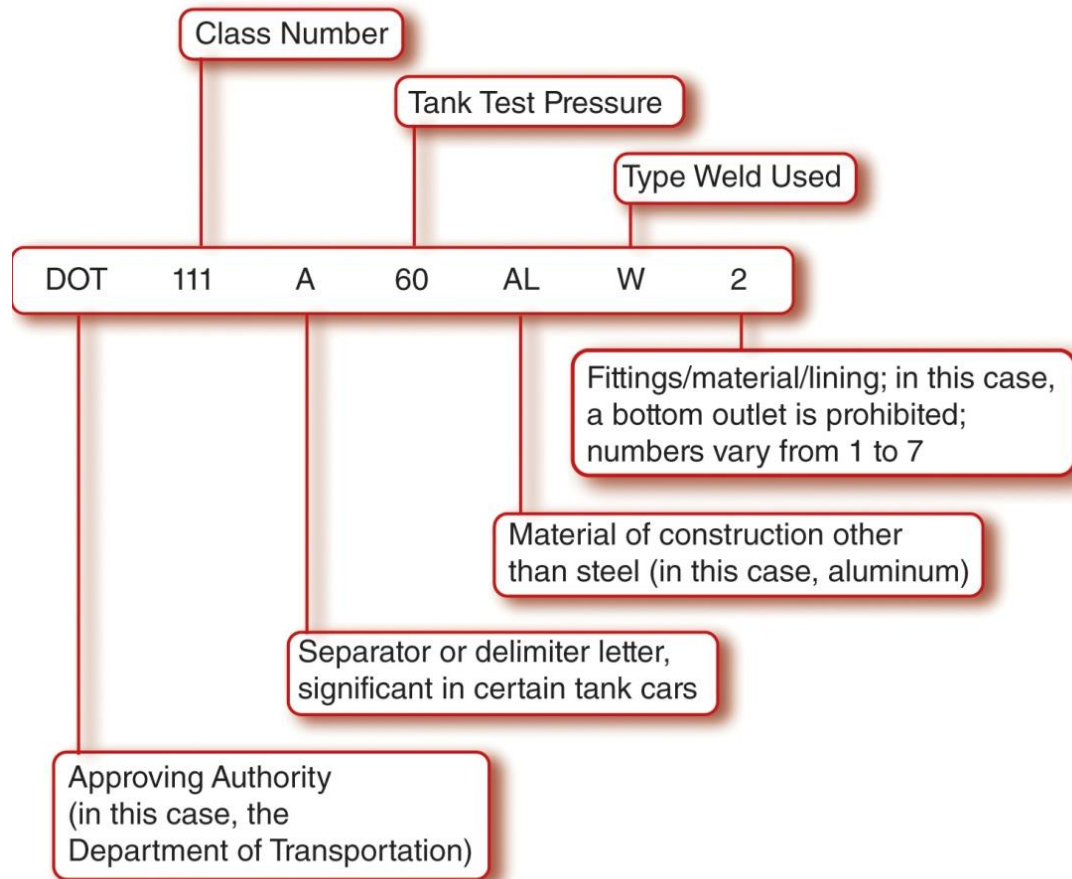 Class Number
Tank Test Pressure
Type Weld Used
DOT 111 A 60 AL W 2
Fittings/material/lining; in this case,
a bottom outlet is prohibited;
numbers vary from 1 to 7
Material of construction other
than steel (in this case, aluminum)
Separator or delimiter letter,
significant in certain tank cars
Approving Authority
(in this case, the
Department of Transportation)